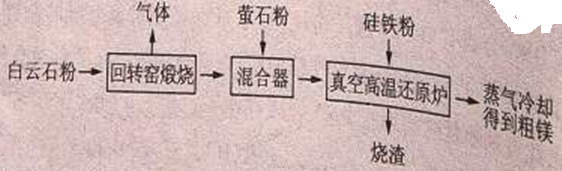 气体
萤石粉
硅铁粉
白云石粉
回转窑煅烧
混合器
真空高温还原炉
蒸气冷却
得到粗镁
烧渣